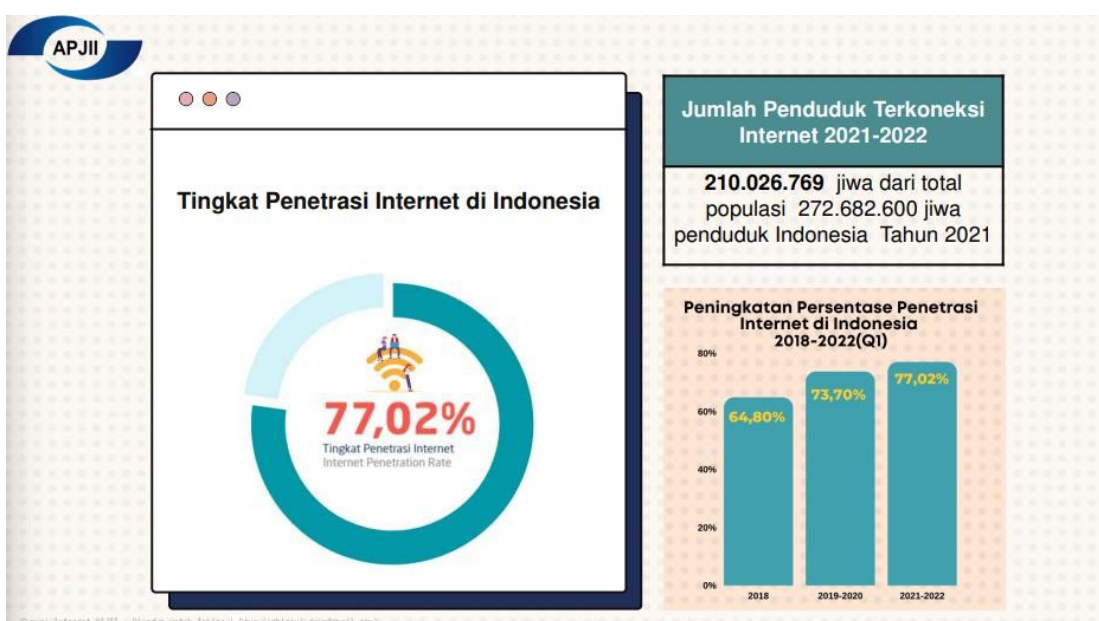 APJII
Tingkat Penetrasi Internet di Indonesia
77,02%
Tingkat Penetrasi Internet
Internet Penetration Rate
Jumlah Penduduk Terkoneksi
Internet 2021-2022
210.026.769 jiwa dari total
populasi 272.682.600 jiwa
penduduk Indonesia Tahun 2021
Peningkatan Persentase Penetrasi
Internet di Indonesia
2018-2022(Q1)
80%
60%
40%
20%
0%
64,80%
73,70%
77,02%
2018
2019-2020
2021-2022